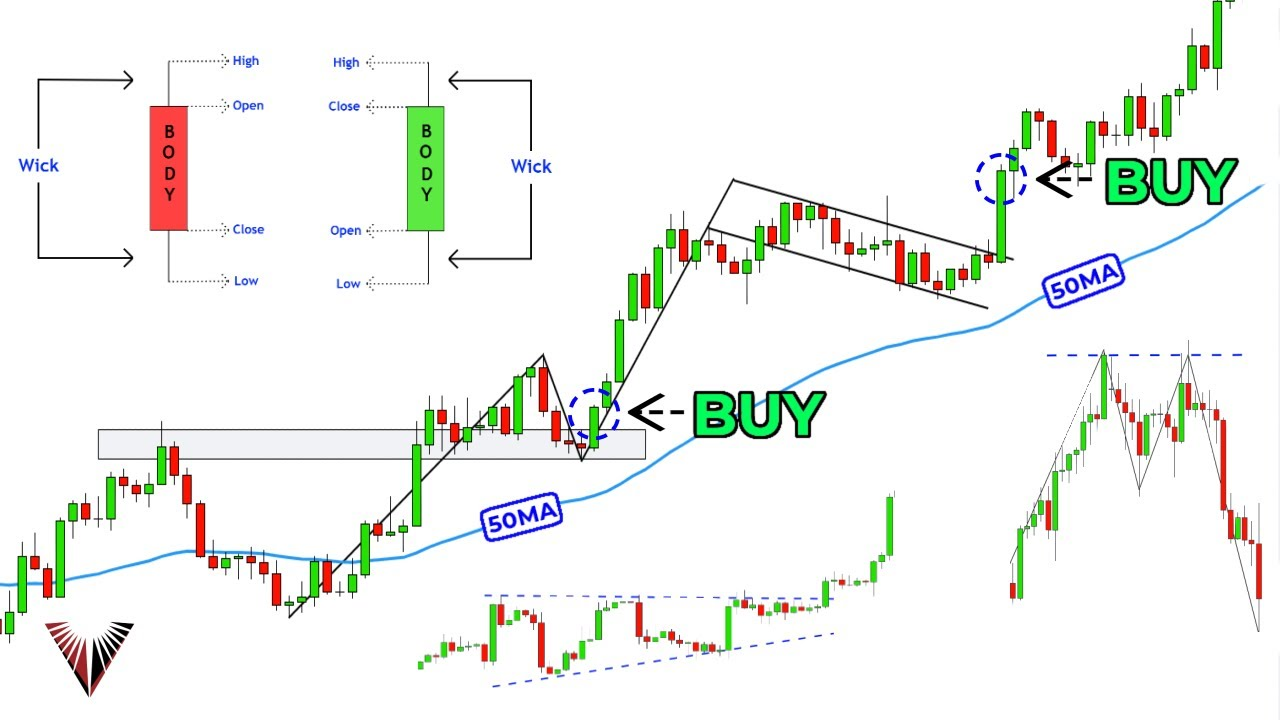 High
Open
Wick
B
O
D
Y
Close
Low
High
Close
Wick
B
O
D
Y
Open
Low
BUY
50MA
BUY
50MA